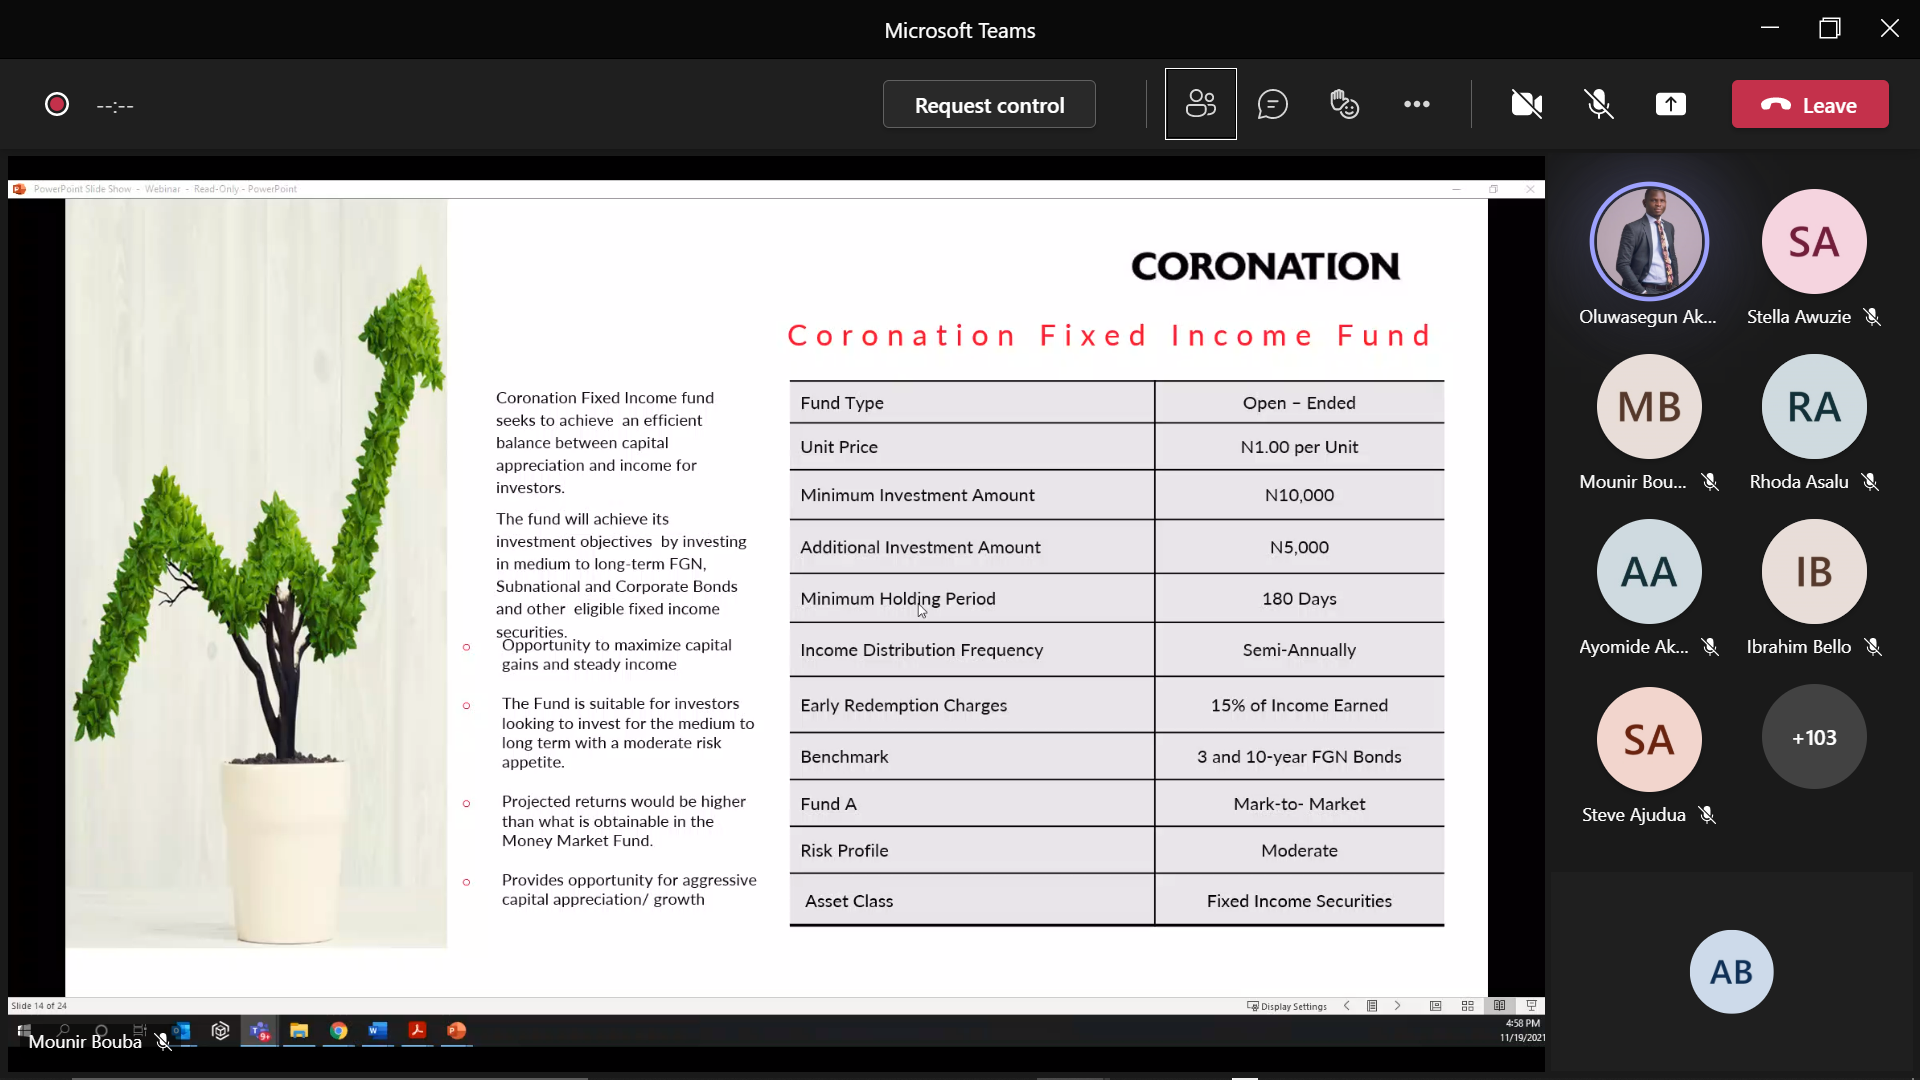 Microsoft Teams
--:--
Request control
Leave
PowerPoint Slide Show - Webinar - Read-Only - PowerPoint
CORONATION
Coronation Fixed Income Fund
Coronation Fixed Income fund
seeks to achieve an efficient
balance between capital
appreciation and income for
investors.
The fund will achieve its
investment objectives by investing
in medium to long-term FGN,
Subnational and Corporate Bonds
and other eligible fixed income
securities.
Opportunity to maximize capital
gains and steady income
The Fund is suitable for investors
looking to invest for the medium to
long term with a moderate risk
appetite.
Projected returns would be higher
than what is obtainable in the
Money Market Fund.
Provides opportunity for aggressive
capital appreciation/ growth
Fund Type Open – Ended
Unit Price N1.00 per Unit
Minimum Investment Amount N10,000
Additional Investment Amount N5,000
Minimum Holding Period 180 Days
Income Distribution Frequency Semi-Annually
Early Redemption Charges 15% of Income Earned
Benchmark 3 and 10-year FGN Bonds
Fund A Mark-to- Market
Risk Profile Moderate
Asset Class Fixed Income Securities
Slide 14 of 24
Display Settings
4:58 PM
11/19/2021
Mounir Bouba
Oluwasegun Ak...
SA
Stella Awuzie
MB
Mounir Bou...
RA
Rhoda Asalu
AA
Ayomide Ak...
IB
Ibrahim Bello
SA
Steve Ajudua
+103
AB